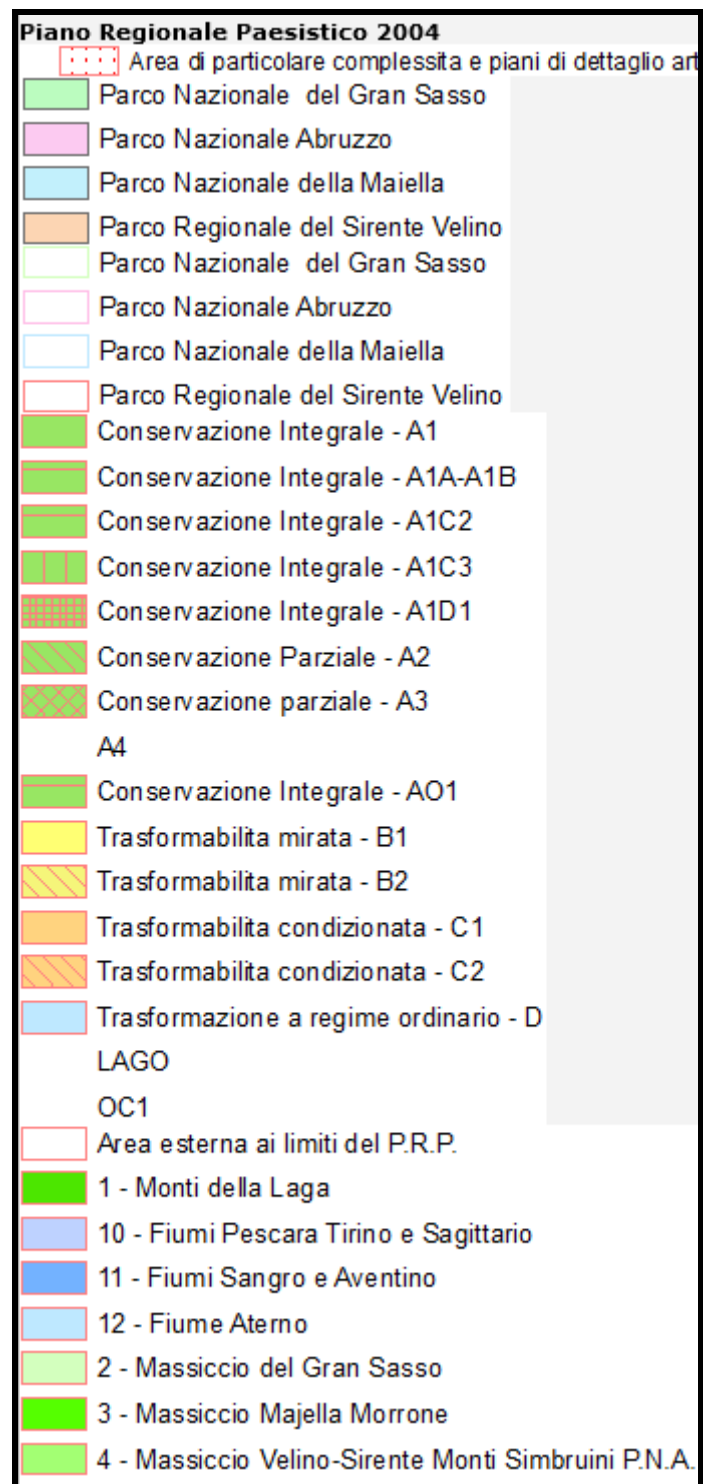 Piano Regionale Paesistico 2004
Area di particolare complessita e piani di dettaglio art
Parco Nazionale del Gran Sasso
Parco Nazionale Abruzzo
Parco Nazionale della Maiella
Parco Regionale del Sirente Velino
Parco Nazionale del Gran Sasso
Parco Nazionale Abruzzo
Parco Nazionale della Maiella
Parco Regionale del Sirente Velino
Conservazione Integrale - A1
Conservazione Integrale - A1A-A1B
Conservazione Integrale - A1C2
Conservazione Integrale - A1C3
Conservazione Integrale - A1D1
Conservazione Parziale - A2
Conservazione parziale - A3
A4
Conservazione Integrale - AO1
Trasformabilita mirata - B1
Trasformabilita mirata - B2
Trasformabilita condizionata - C1
Trasformabilita condizionata - C2
Trasformazione a regime ordinario - D
LAGO
OC1
Area esterna ai limiti del P.R.P.
1 - Monti della Laga
10 - Fiumi Pescara Tirino e Sagittario
11 - Fiumi Sangro e Aventino
12 - Fiume Aterno
2 - Massiccio del Gran Sasso
3 - Massiccio Majella Morrone
4 - Massiccio Velino-Sirente Monti Simbruini P.N.A.